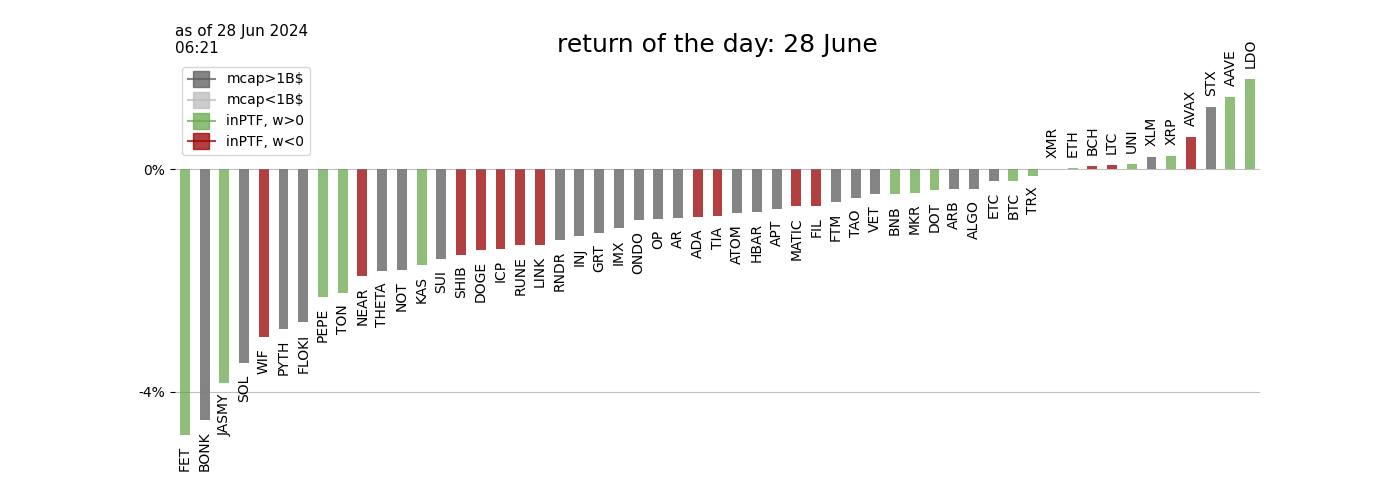 as of 28 Jun 2024
06:21
return of the day: 28 June
mcap>1B$
mcap<1B$
inPTF, w>0
inPTF, w<0
0%
-4%
FET
BONK
JASMY
SOL
WIF
PYTH
FLOKI
PEPE
TON
NEAR
THETA
NOT
KAS
SUI
SHIB
DOGE
ICP
RUNE
LINK
RNDR
INJ
GRT
IMX
ONDO
OP
AR
ADA
TIA
ATOM
HBAR
APT
MATIC
FIL
FTM
TAO
VET
BNB
MKR
DOT
ARB
ALGO
ETC
BTC
TRX
XMR
ETH
BCH
LTC
UNI
XLM
XRP
AVAX
STX
AAVE
LDO